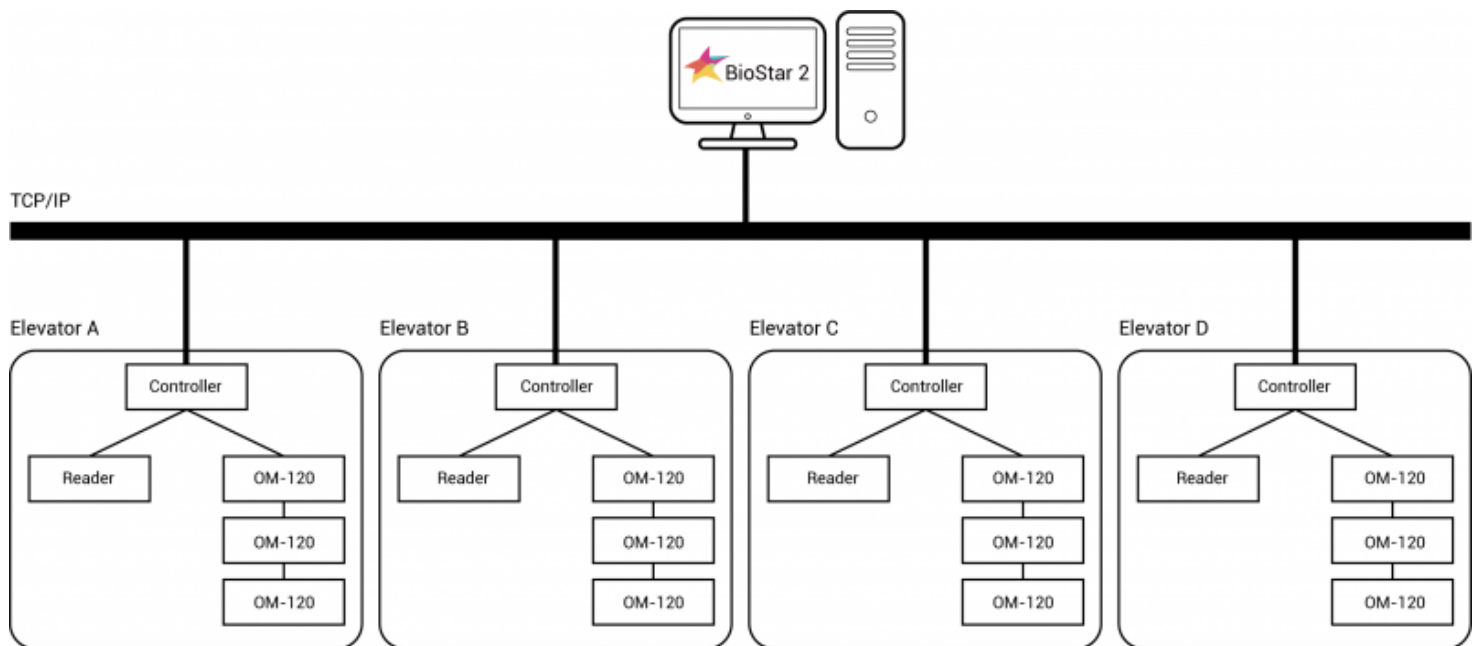 BioStar 2
TCP/IP
Elevator A
Elevator B
Elevator C
Elevator D
Controller
Controller
Controller
Controller
Reader
OM-120
Reader
OM-120
Reader
OM-120
Reader
OM-120
OM-120
OM-120
OM-120
OM-120
OM-120
OM-120
OM-120
OM-120